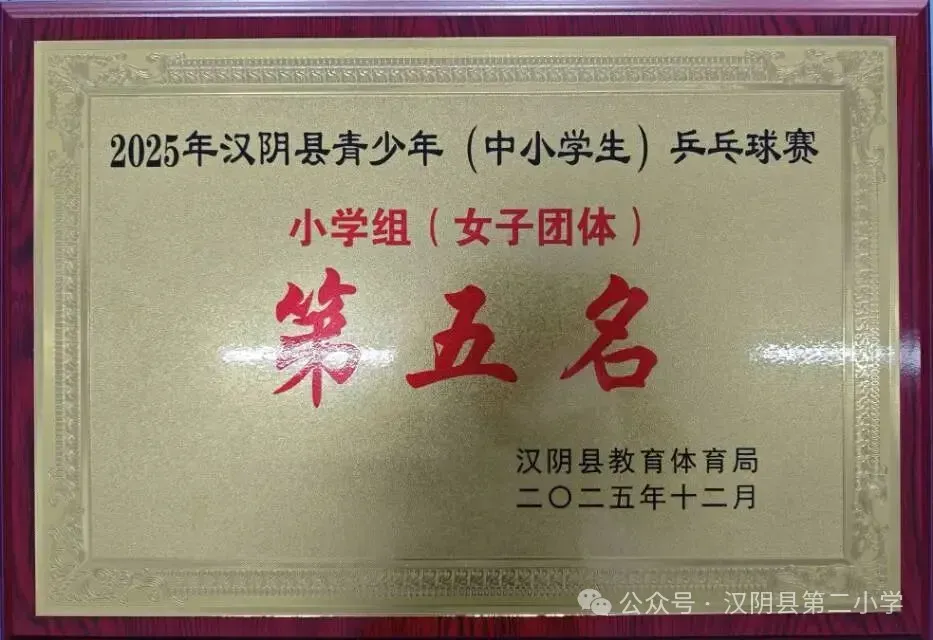 2025年汉阴县青少年（中小学生）乒乓球赛
小学组（女子团体）
第五名
汉阴县教育体育局
二〇二五年十二月
公众号·汉阴县第二小学